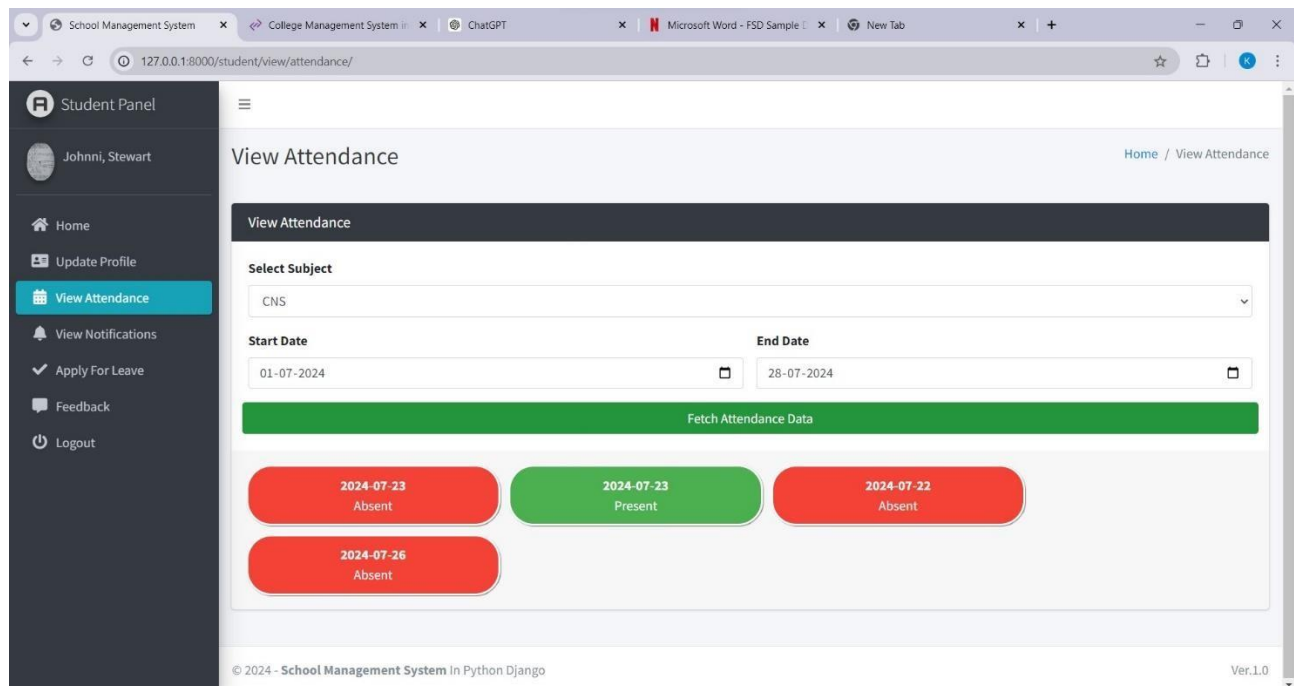 School Management System
College Management System in
ChatGPT
Microsoft Word - FSD Sample
New Tab
127.0.0.1:8000/student/view/attendance/
K
Student Panel
Johnni, Stewart
Home
Update Profile
View Attendance
View Notifications
Apply For Leave
Feedback
Logout
View Attendance
Home / View Attendance
View Attendance
Select Subject
CNS
Start Date
End Date
01-07-2024
28-07-2024
Fetch Attendance Data
2024-07-23
Absent
2024-07-23
Present
2024-07-22
Absent
2024-07-26
Absent
© 2024 - School Management System In Python Django
Ver.1.0